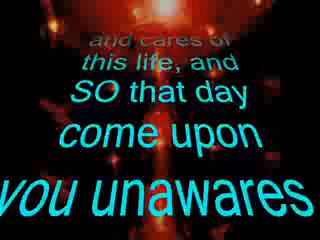 and cares of
this life, and
SO that day
come upon
you unawares